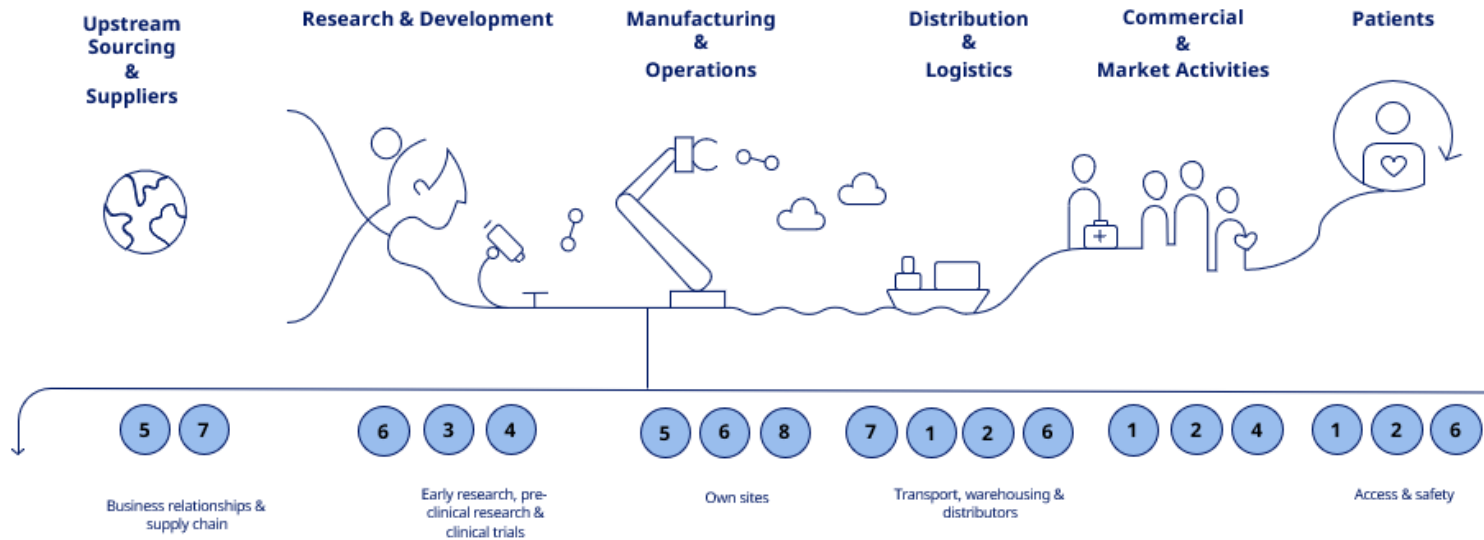 Upstream
Sourcing
&
Suppliers
Research & Development
Manufacturing
&
Operations
Distribution
&
Logistics
Commercial
&
Market Activities
Patients
5 7
6 3 4
5 6 8
7 1 2 6
1 2 4
1 2 6
Business relationships &
supply chain
Early research, pre-
clinical research &
clinical trials
Own sites
Transport, warehousing &
distributors
Access & safety